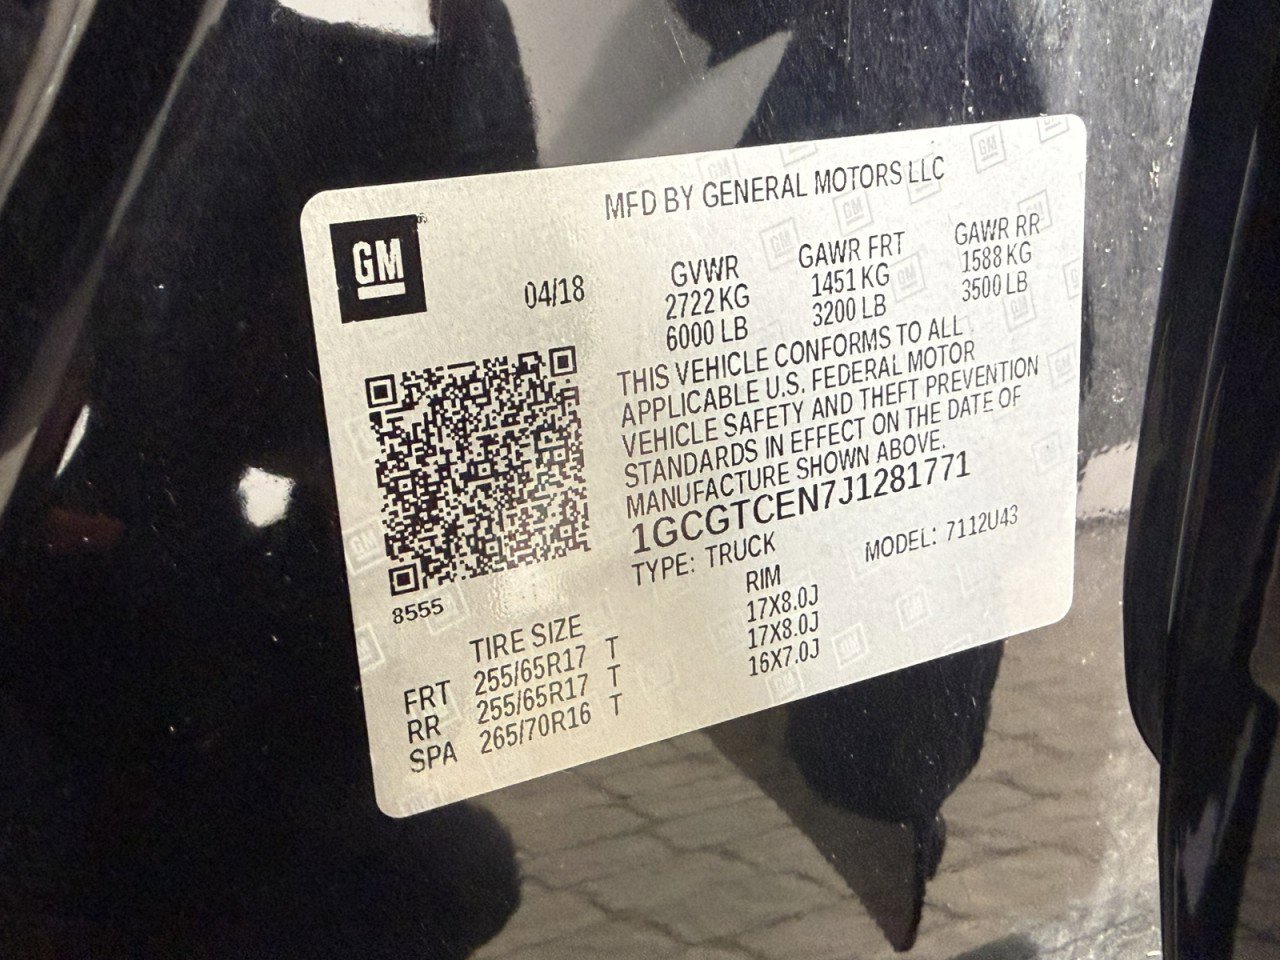 GM
MFD BY GENERAL MOTORS LLC
04/18
GVWR GAWR FRT GAWR RR
2722 KG 1451 KG 1588 KG
6000 LB 3200 LB 3500 LB
THIS VEHICLE CONFORMS TO ALL
APPLICABLE U.S. FEDERAL MOTOR
VEHICLE SAFETY AND THEFT PREVENTION
STANDARDS IN EFFECT ON THE DATE OF
MANUFACTURE SHOWN ABOVE.
1GCGTCEN7J1281771
TYPE: TRUCK MODEL: 7112U43
8555
TIRE SIZE RIM
FRT 255/65R17 T 17X8.0J
RR 255/65R17 T 17X8.0J
SPA 265/70R16 T 16X7.0J